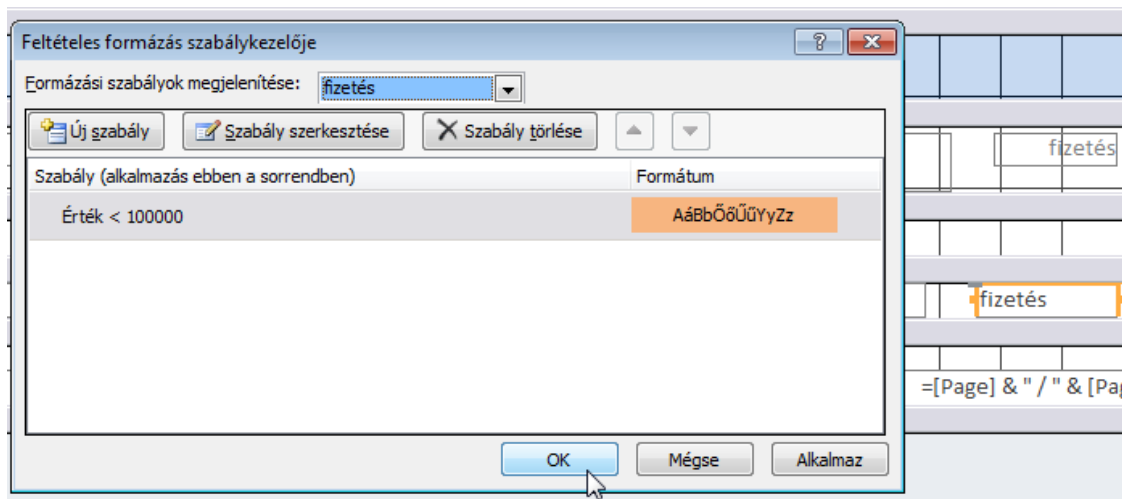 Feltételes formázás szabálykezelője
Formázási szabályok megjelenítése: fizetés
Új szabály Szabály szerkesztése Szabály törlése
Szabály (alkalmazás ebben a sorrendben) Formátum
Érték < 100000 AáBbŐőŰűYyZz
OK Mégse Alkalmaz
fizetés
fizetés
=[Page] & " / " & [Pag